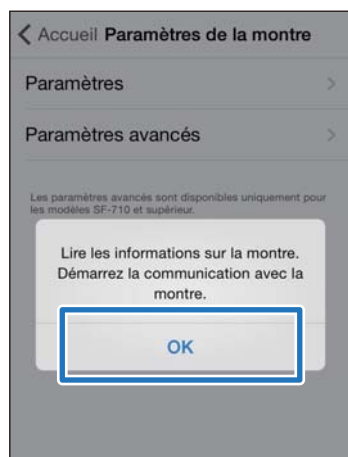 Accueil Paramètres de la montre
Paramètres
Paramètres avancés
Les paramètres avancés sont disponibles uniquement pour
les modèles SF-710 et supérieur.
Lire les informations sur la montre.
Démarrez la communication avec la
montre.
OK